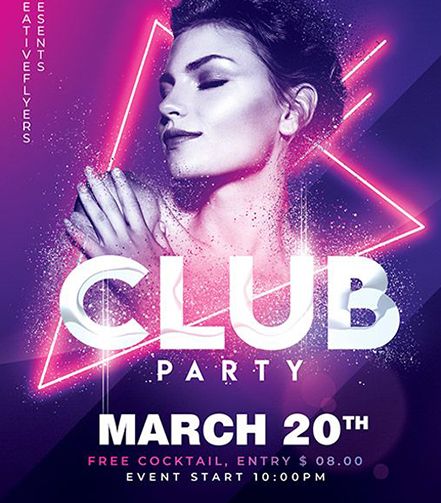 EATIVEFLYERS
ESENTS
CLUB
PARTY
MARCH 20TH
FREE COCKTAIL, ENTRY $ 08.00
EVENT START 10:00PM